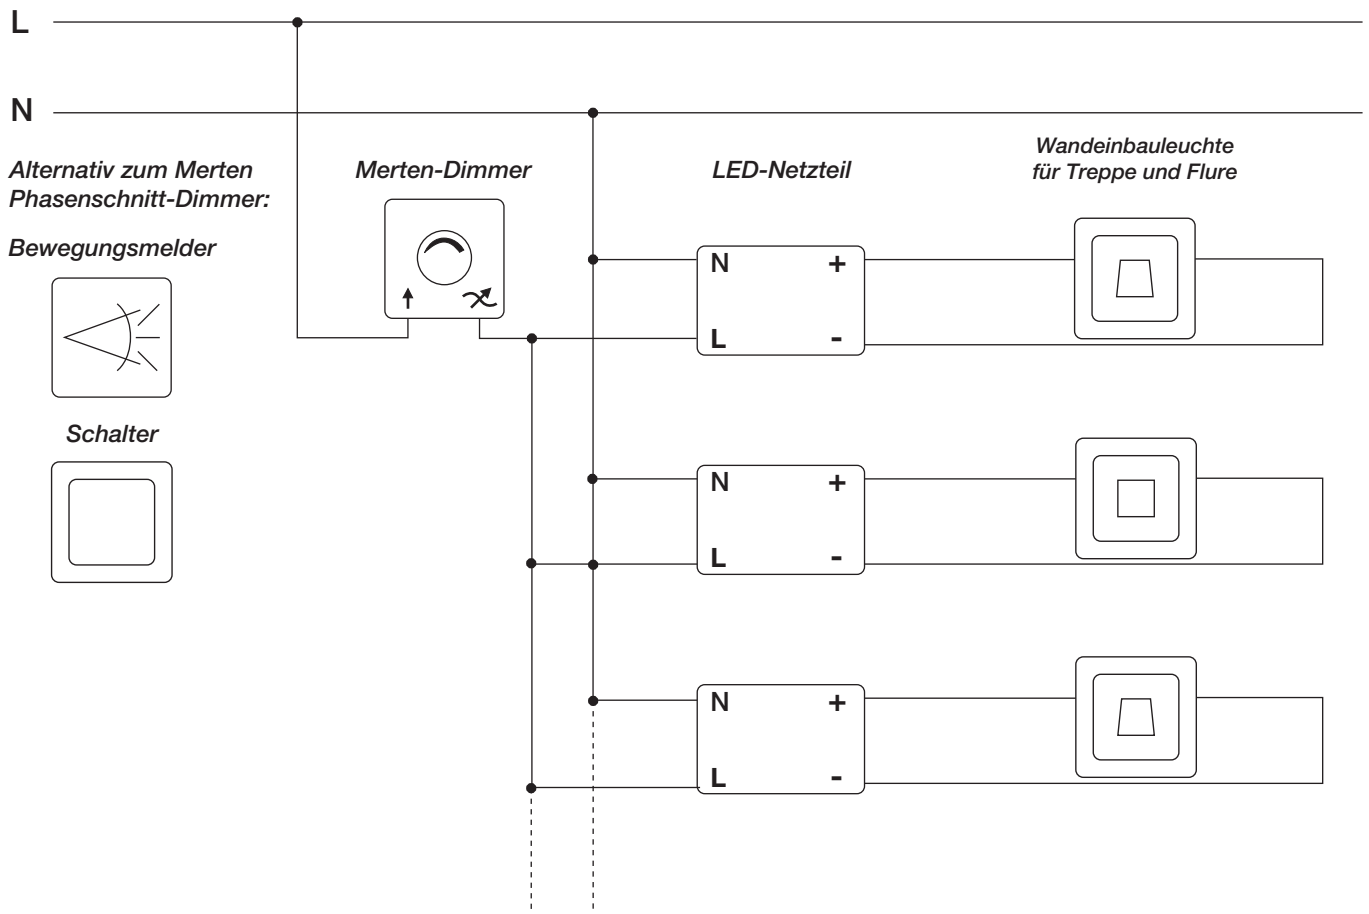 L
N
Alternativ zum Merten
Phasenschnitt-Dimmer:
Bewegungsmelder
Schalter
Merten-Dimmer
LED-Netzteil
Wandeinbauleuchte
für Treppe und Flure
N +
L -
N +
L -
N +
L -